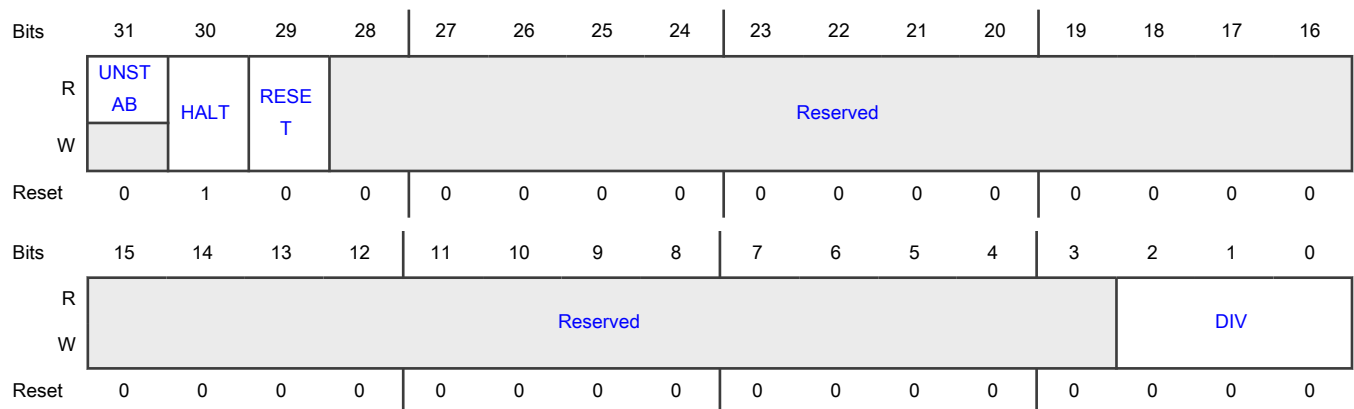 Bits 31 30 29 28 27 26 25 24 23 22 21 20 19 18 17 16
R UNST
AB HALT RESE
T Reserved
W
Reset 0 1 0 0 0 0 0 0 0 0 0 0 0 0 0 0
Bits 15 14 13 12 11 10 9 8 7 6 5 4 3 2 1 0
R
Reserved DIV
W
Reset 0 0 0 0 0 0 0 0 0 0 0 0 0 0 0 0